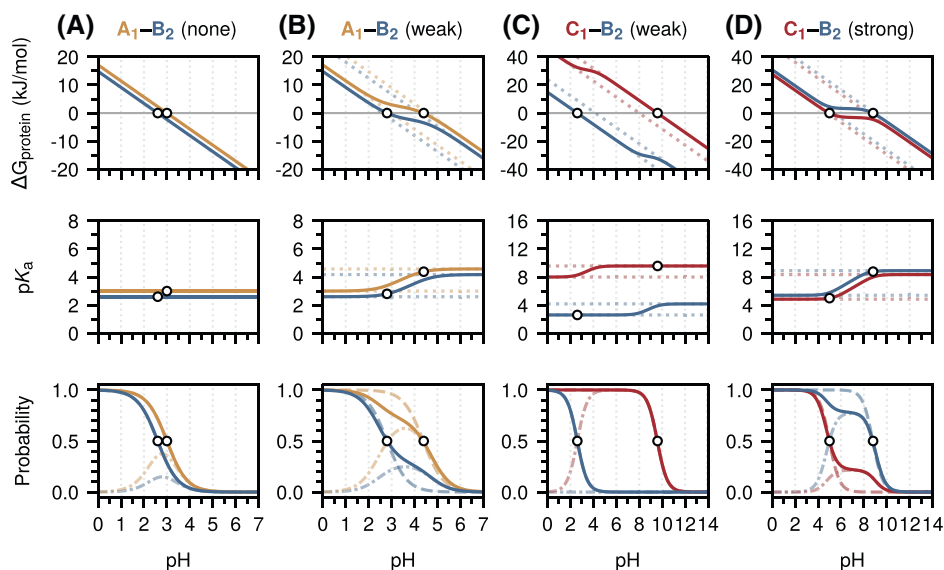 (A) A1–B2 (none) (B) A1–B2 (weak) (C) C1–B2 (weak) (D) C1–B2 (strong)
ΔGprotein (kJ/mol)
20 20 40 40
10 10 20 20
0 0 0 0
-10 -10 -20 -20
-20 -20 -40 -40
pKa
8 8 16 16
6 6 12 12
4 4 8 8
2 2 4 4
0 0 0 0
Probability
1.0 1.0 1.0 1.0
0.5 0.5 0.5 0.5
0.0 0.0 0.0 0.0
0 1 2 3 4 5 6 7 0 1 2 3 4 5 6 7 0 2 4 6 8 10 12 14 0 2 4 6 8 10 12 14
pH pH pH pH